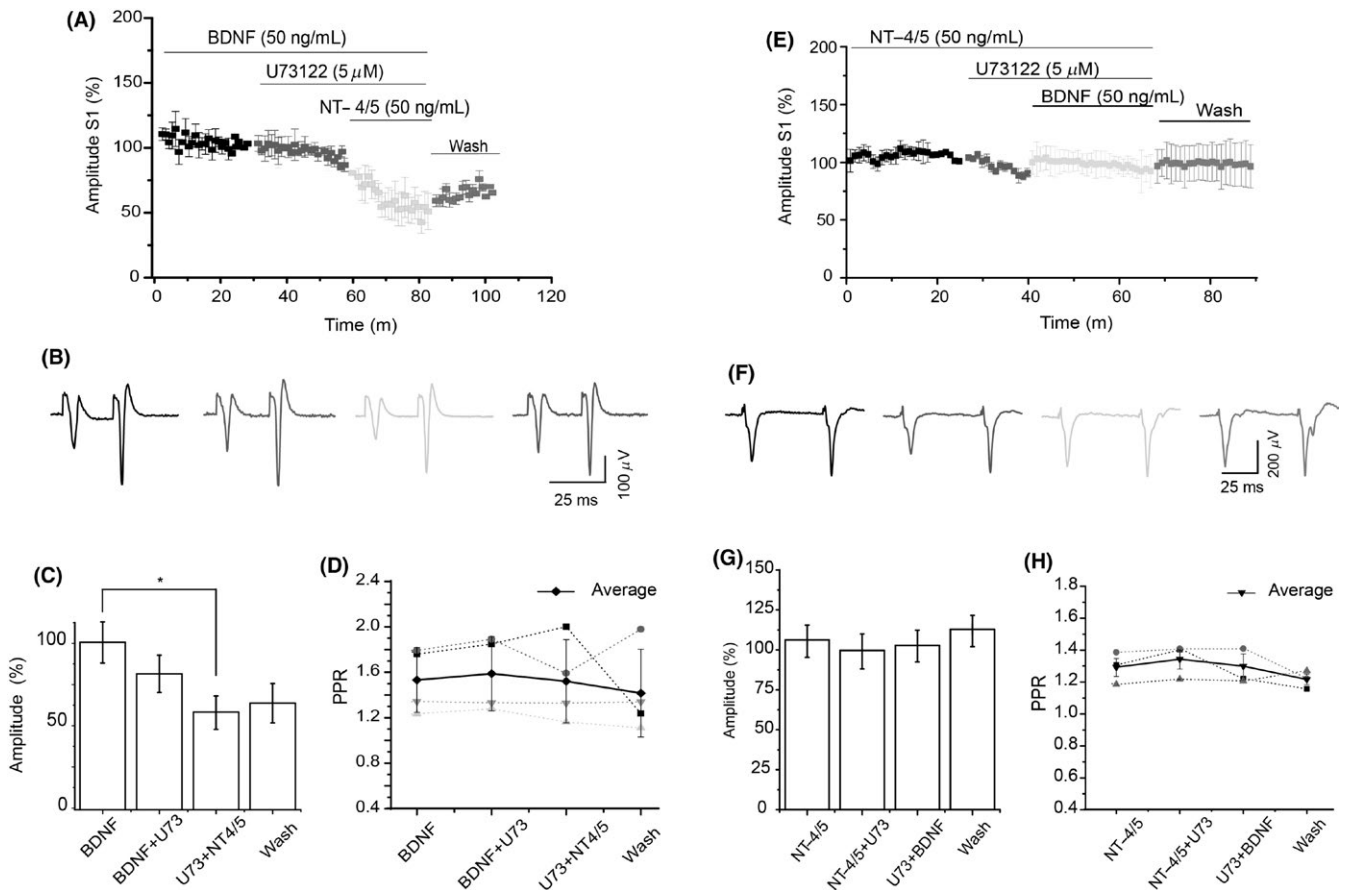 (A)
200
150
100
50
0
Amplitude S1 (%)
BDNF (50 ng/mL)
U73122 (5 μM)
NT– 4/5 (50 ng/mL)
Wash
0 20 40 60 80 100 120
Time (m)
(E)
200
150
100
50
0
Amplitude S1 (%)
NT–4/5 (50 ng/mL)
U73122 (5 μM)
BDNF (50 ng/mL)
Wash
0 20 40 60 80
Time (m)
(B)
100 μV
25 ms
(F)
200 μV
25 ms
(C)
100
50
0
Amplitude (%)
*
BDNF
BDNF+U73
U73+NT4/5
Wash
(D)
2.4
2.0
1.6
1.2
0.8
0.4
PPR
Average
BDNF
BDNF+U73
U73+NT4/5
Wash
(G)
150
125
100
75
50
25
0
Amplitude (%)
NT-4/5
NT-4/5+U73
U73+BDNF
Wash
(H)
1.8
1.6
1.4
1.2
1.0
0.8
0.6
0.4
PPR
Average
NT-4/5
NT-4/5+U73
U73+BDNF
Wash